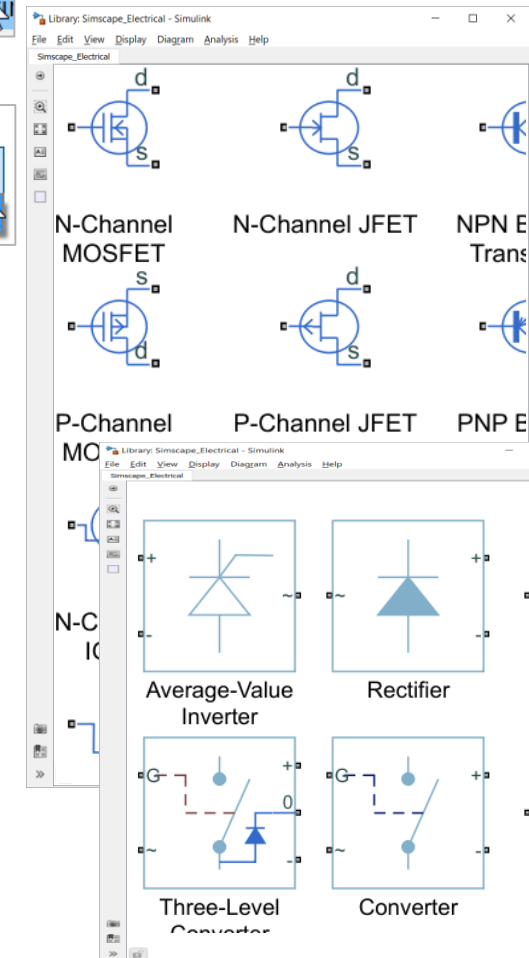 Library: Simscape_Electrical - Simulink
File Edit View Display Diagram Analysis Help
Simscape_Electrical
d
d
s
s
N-Channel
MOSFET
N-Channel JFET
NPN
s
d
d
s
P-Channel
P-Channel JFET
PNP
Library: Simscape_Electrical - Simulink
File Edit View Display Diagram Analysis Help
Simscape_Electrical
+
~
-
+
~
-
N-C
Average-Value
Inverter
Rectifier
G
+
0
~
-
G
+
~
-
Three-Level
Converter
Converter